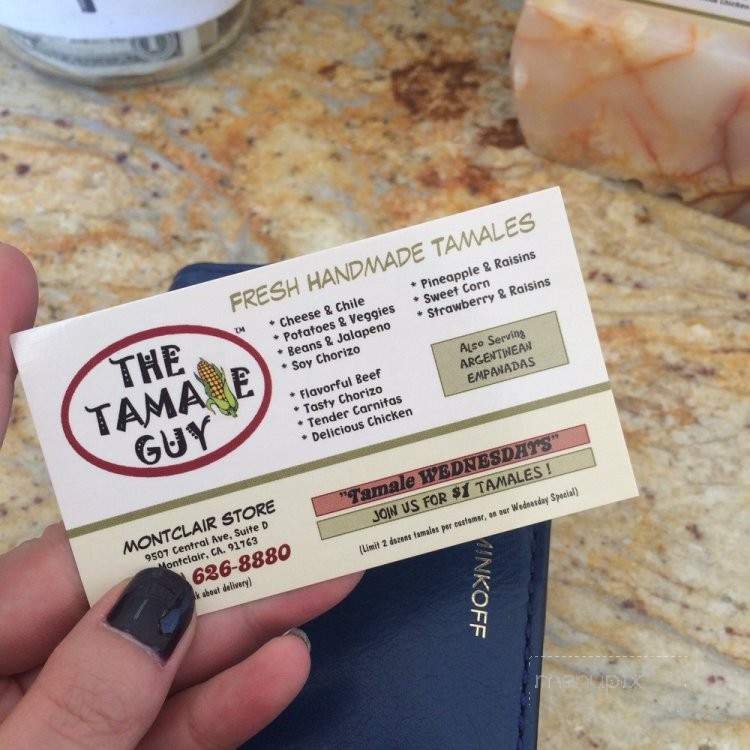 FRESH HANDMADE TAMALES
* Cheese & Chile
* Potatoes & Veggies
* Beans & Jalapeno
* Soy Chorizo
* Flavorful Beef
* Tasty Chorizo
* Tender Carnitas
* Delicious Chicken
* Pineapple & Raisins
* Sweet Corn
* Strawberry & Raisins
Also Serving
ARGENTINEAN
EMPANADAS
THE
TAMALE
GUY
TM
MONTCLAIR STORE
9507 Central Ave, Suite D
Montclair, CA. 91763
626-8880
about delivery)
"Tamale WEDNESDAYS"
JOIN US FOR $1 TAMALES!
(Limit 2 dozens tamales per customer, on our Wednesday Special)
MINKOFF
menupix